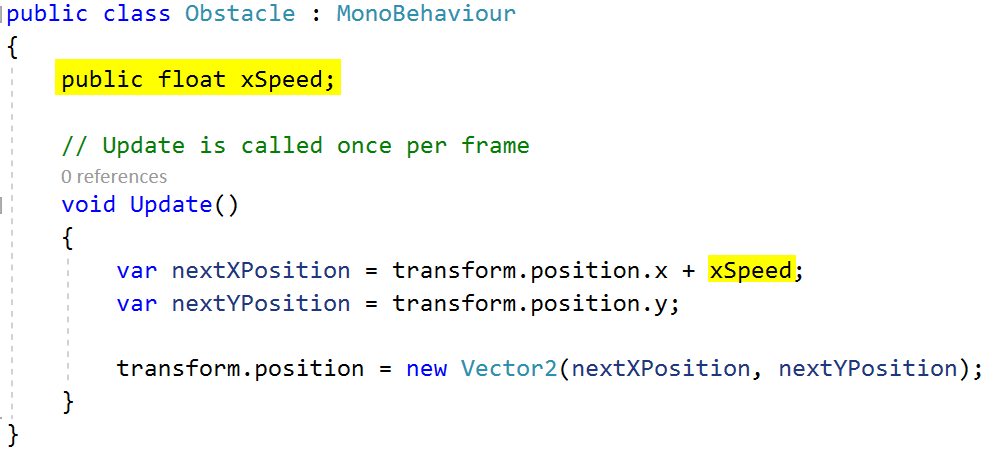 public class Obstacle : MonoBehaviour
{
public float xSpeed;
// Update is called once per frame
0 references
void Update()
{
var nextXPosition = transform.position.x + xSpeed;
var nextYPosition = transform.position.y;
transform.position = new Vector2(nextXPosition, nextYPosition);
}
}